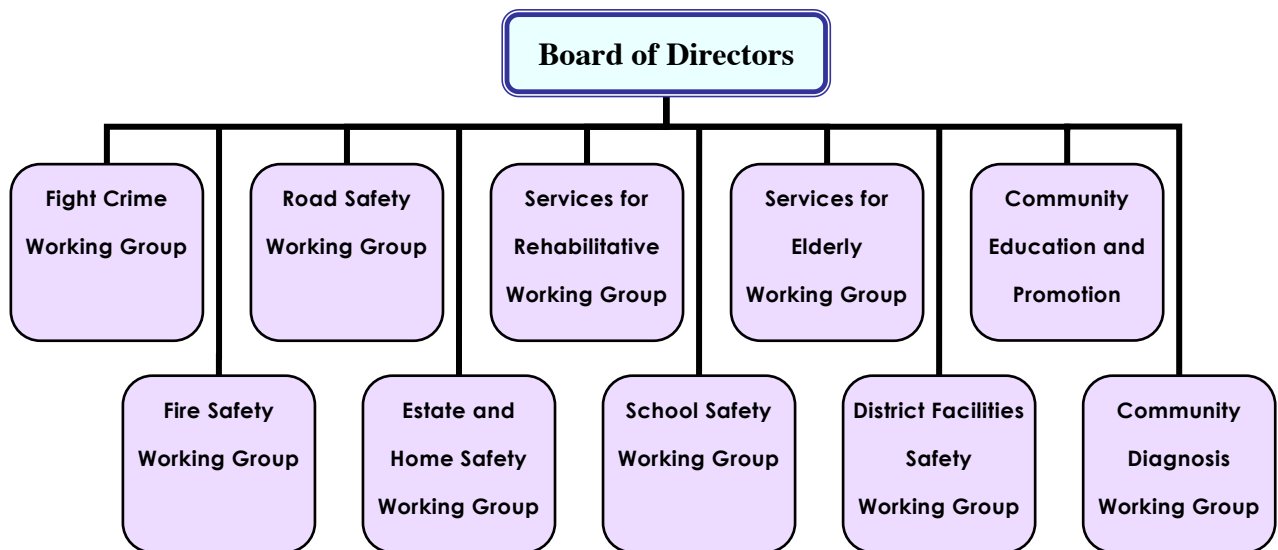 Board of Directors
Fight Crime
Working Group
Road Safety
Working Group
Services for
Rehabilitative
Working Group
Services for
Elderly
Working Group
Community
Education and
Promotion
Fire Safety
Working Group
Estate and
Home Safety
Working Group
School Safety
Working Group
District Facilities
Safety
Working Group
Community
Diagnosis
Working Group